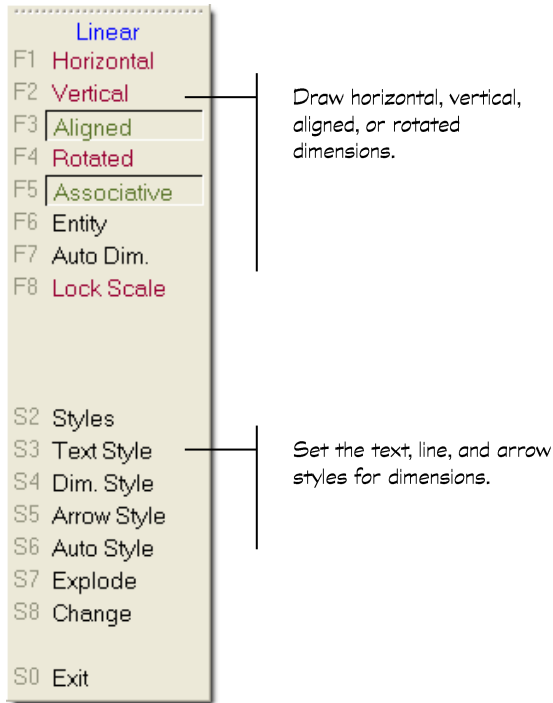 Linear
F1 Horizontal
F2 Vertical
F3 Aligned
F4 Rotated
F5 Associative
F6 Entity
F7 Auto Dim.
F8 Lock Scale
S2 Styles
S3 Text Style
S4 Dim. Style
S5 Arrow Style
S6 Auto Style
S7 Explode
S8 Change
S0 Exit
Draw horizontal, vertical,
aligned, or rotated
dimensions.
Set the text, line, and arrow
styles for dimensions.